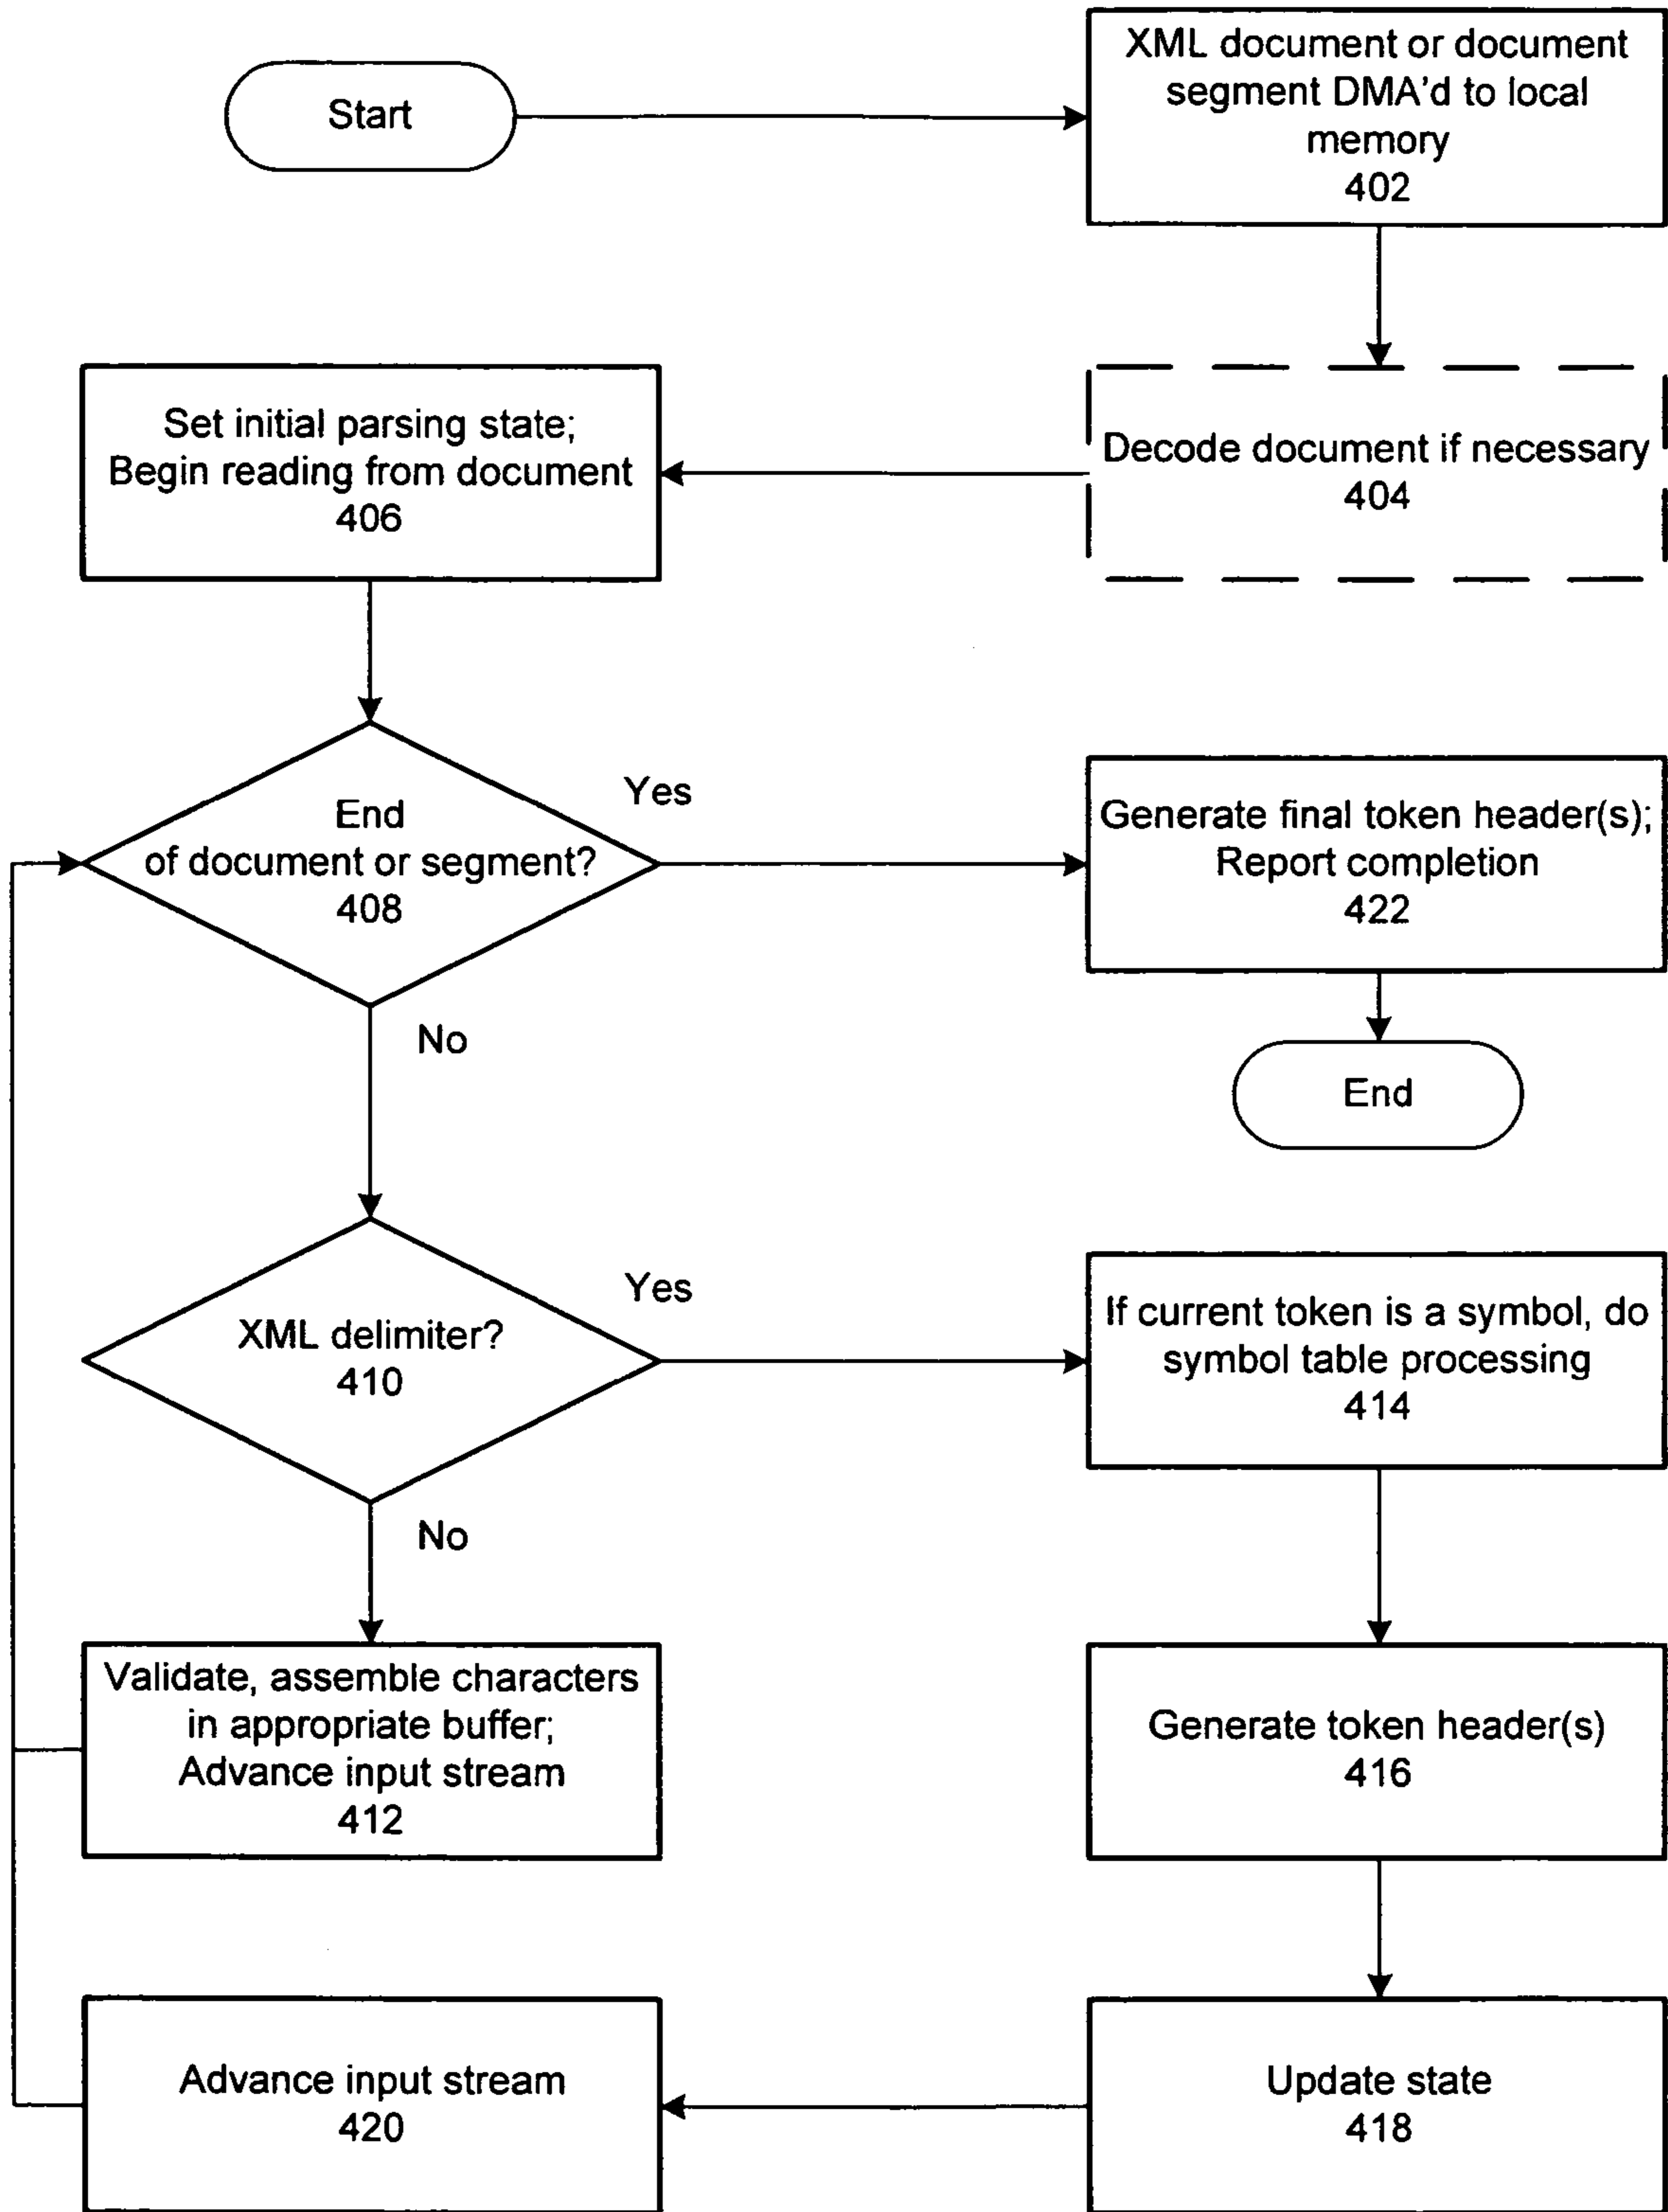 Start
XML document or document
segment DMA'd to local
memory
402
Set initial parsing state;
Begin reading from document
406
Decode document if necessary
404
End
of document or segment?
408
Yes
No
Generate final token header(s);
Report completion
422
End
XML delimiter?
410
Yes
No
If current token is a symbol, do
symbol table processing
414
Validate, assemble characters
in appropriate buffer;
Advance input stream
412
Generate token header(s)
416
Advance input stream
420
Update state
418